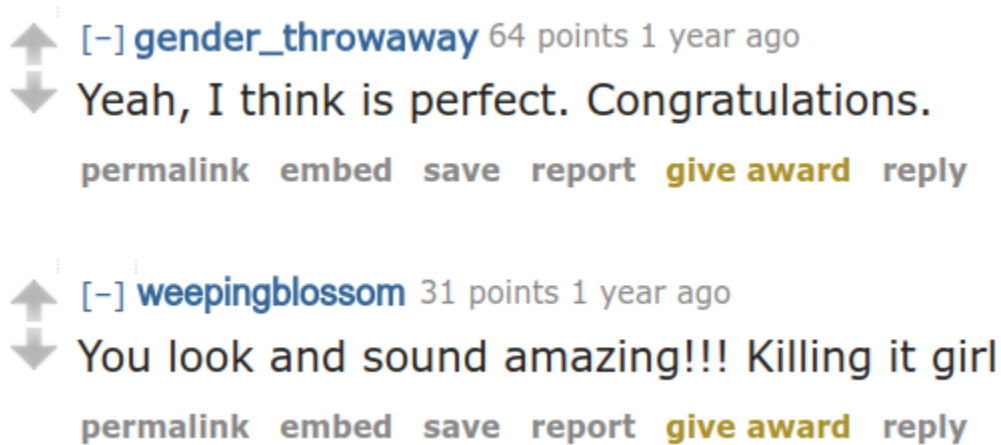 [–] gender_throwaway 64 points 1 year ago
Yeah, I think is perfect. Congratulations.
permalink embed save report give award reply
[–] weepingblossom 31 points 1 year ago
You look and sound amazing!!! Killing it girl
permalink embed save report give award reply